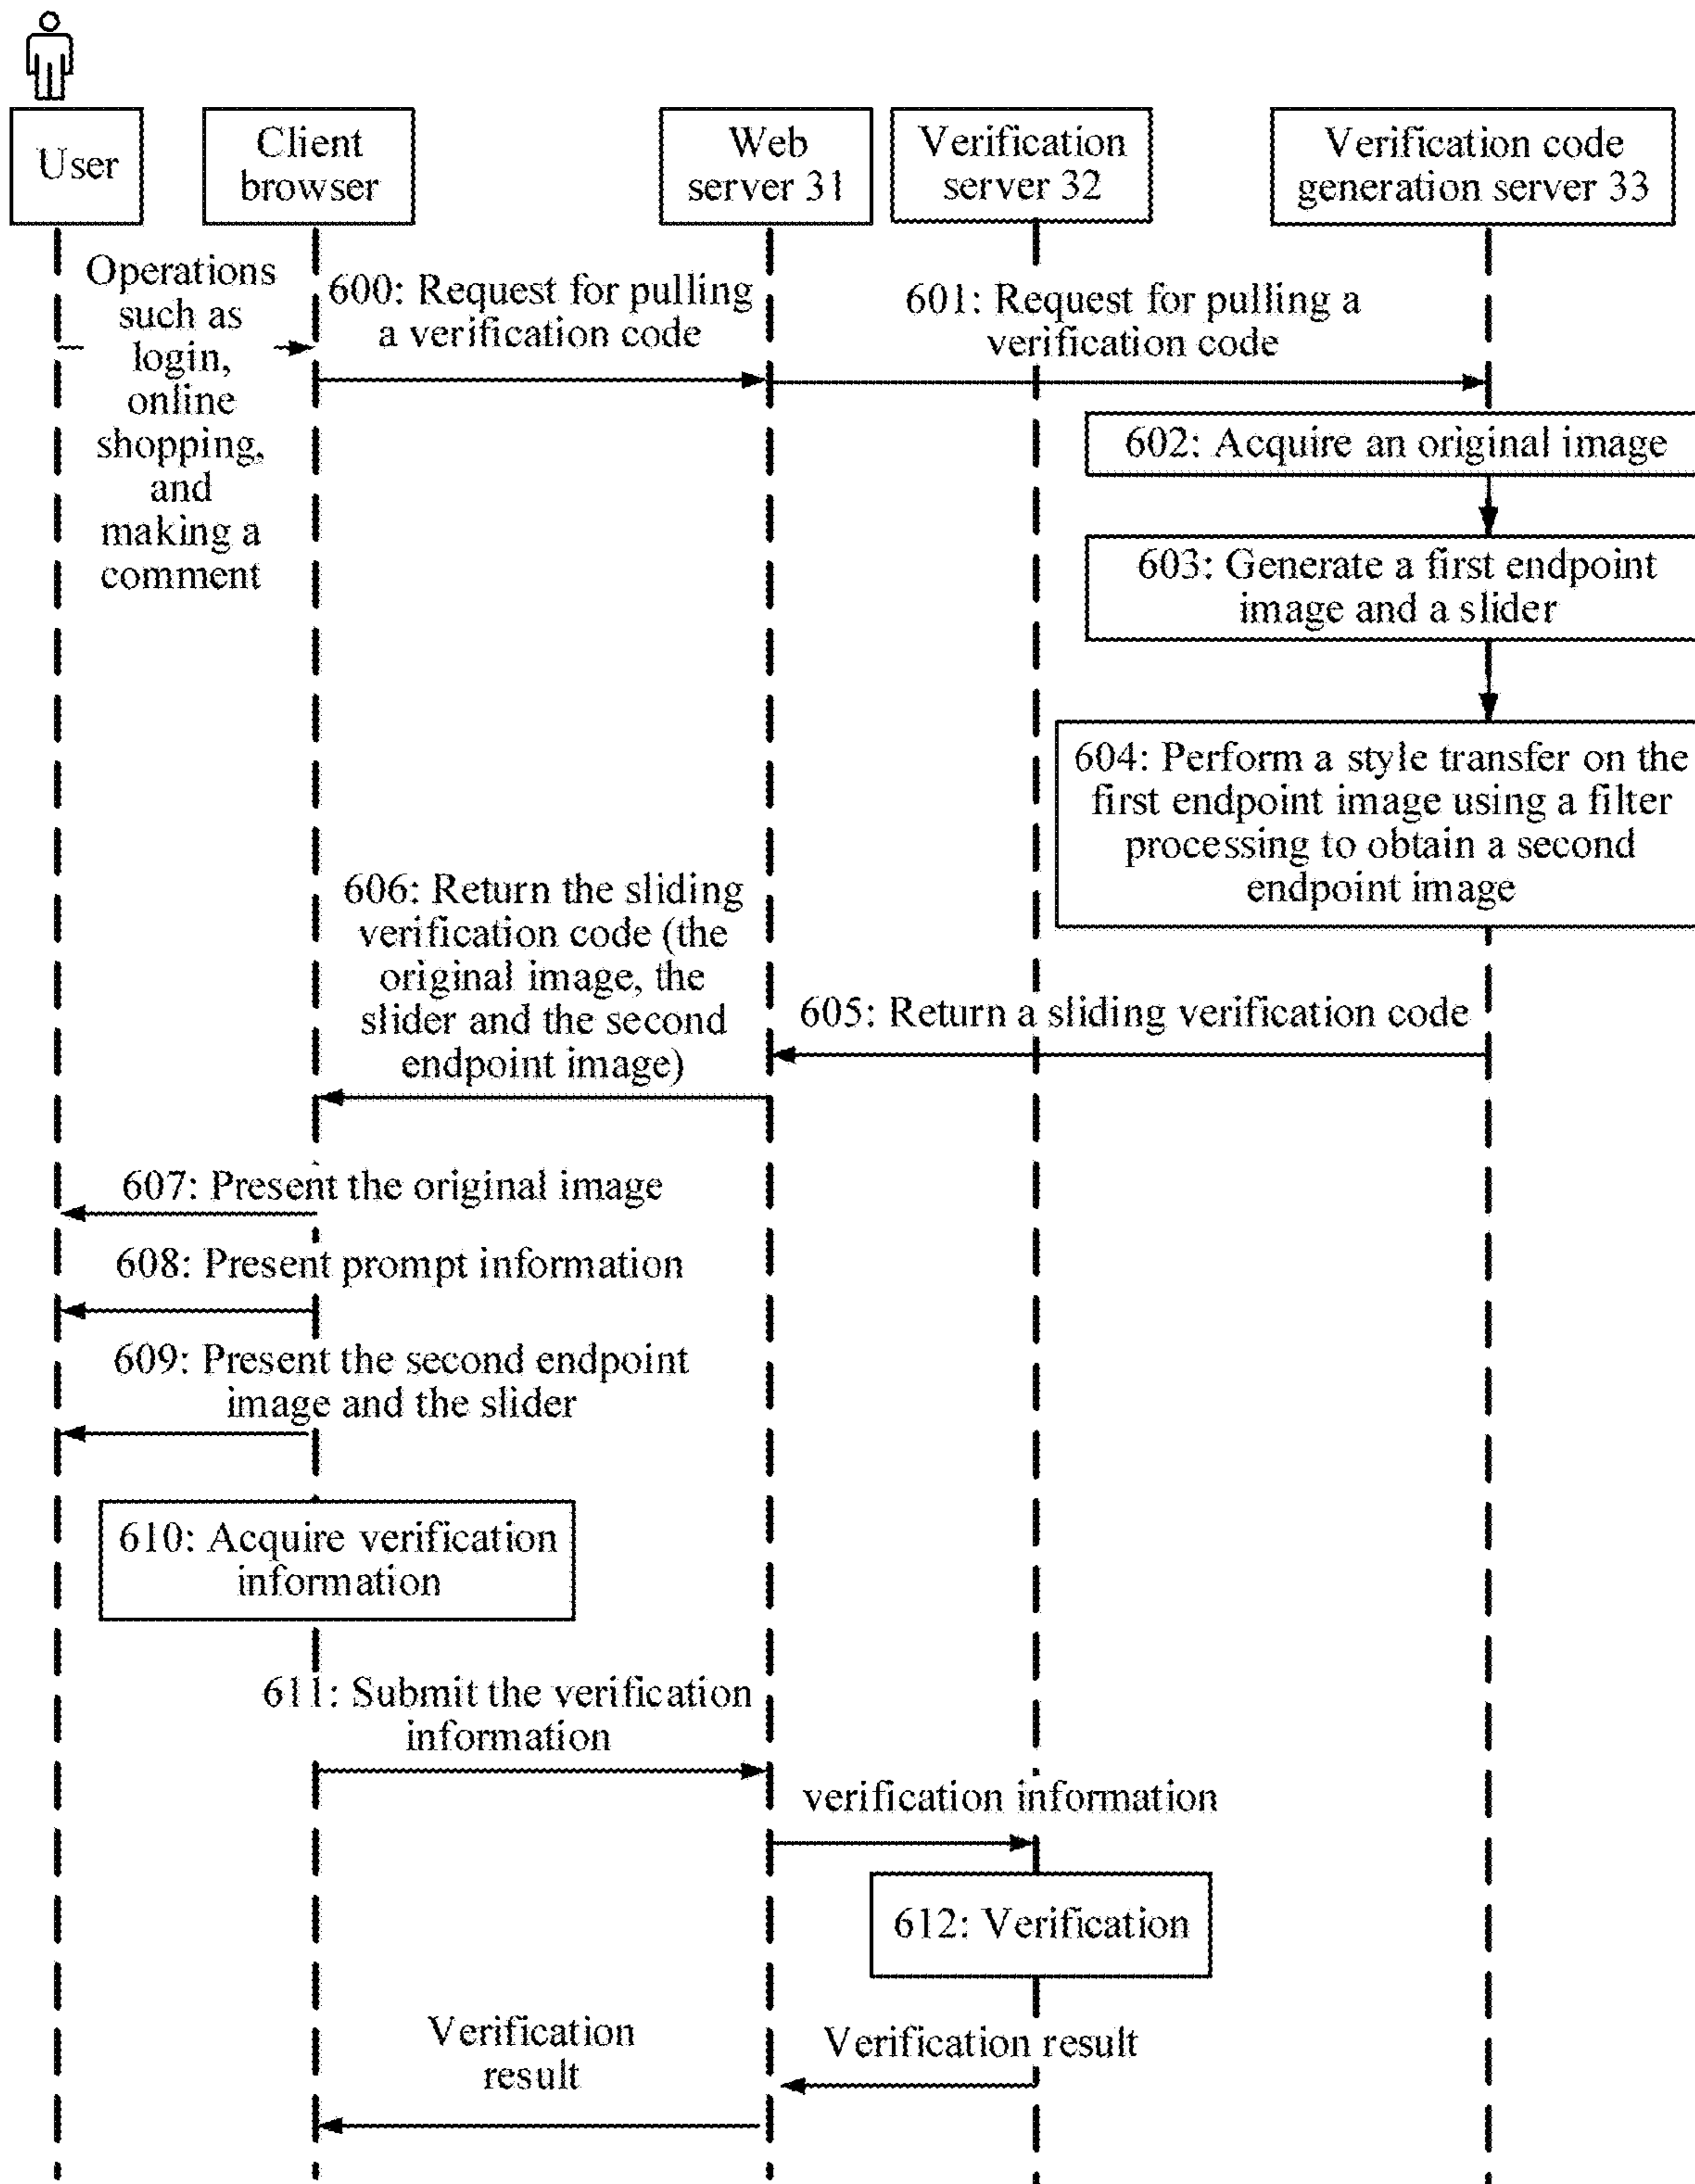 User
Client
browser
Web
server 31
Verification
server 32
Verification code
generation server 33
Operations
such as
login,
online
shopping,
and
making a
comment
600: Request for pulling
a verification code
601: Request for pulling a
verification code
602: Acquire an original image
603: Generate a first endpoint
image and a slider
604: Perform a style transfer on the
first endpoint image using a filter
processing to obtain a second
endpoint image
605: Return a sliding verification code
606: Return the sliding
verification code (the
original image, the
slider and the second
endpoint image)
607: Present the original image
608: Present prompt information
609: Present the second endpoint
image and the slider
610: Acquire verification
information
611: Submit the verification
information
verification information
612: Verification
Verification result
Verification
result